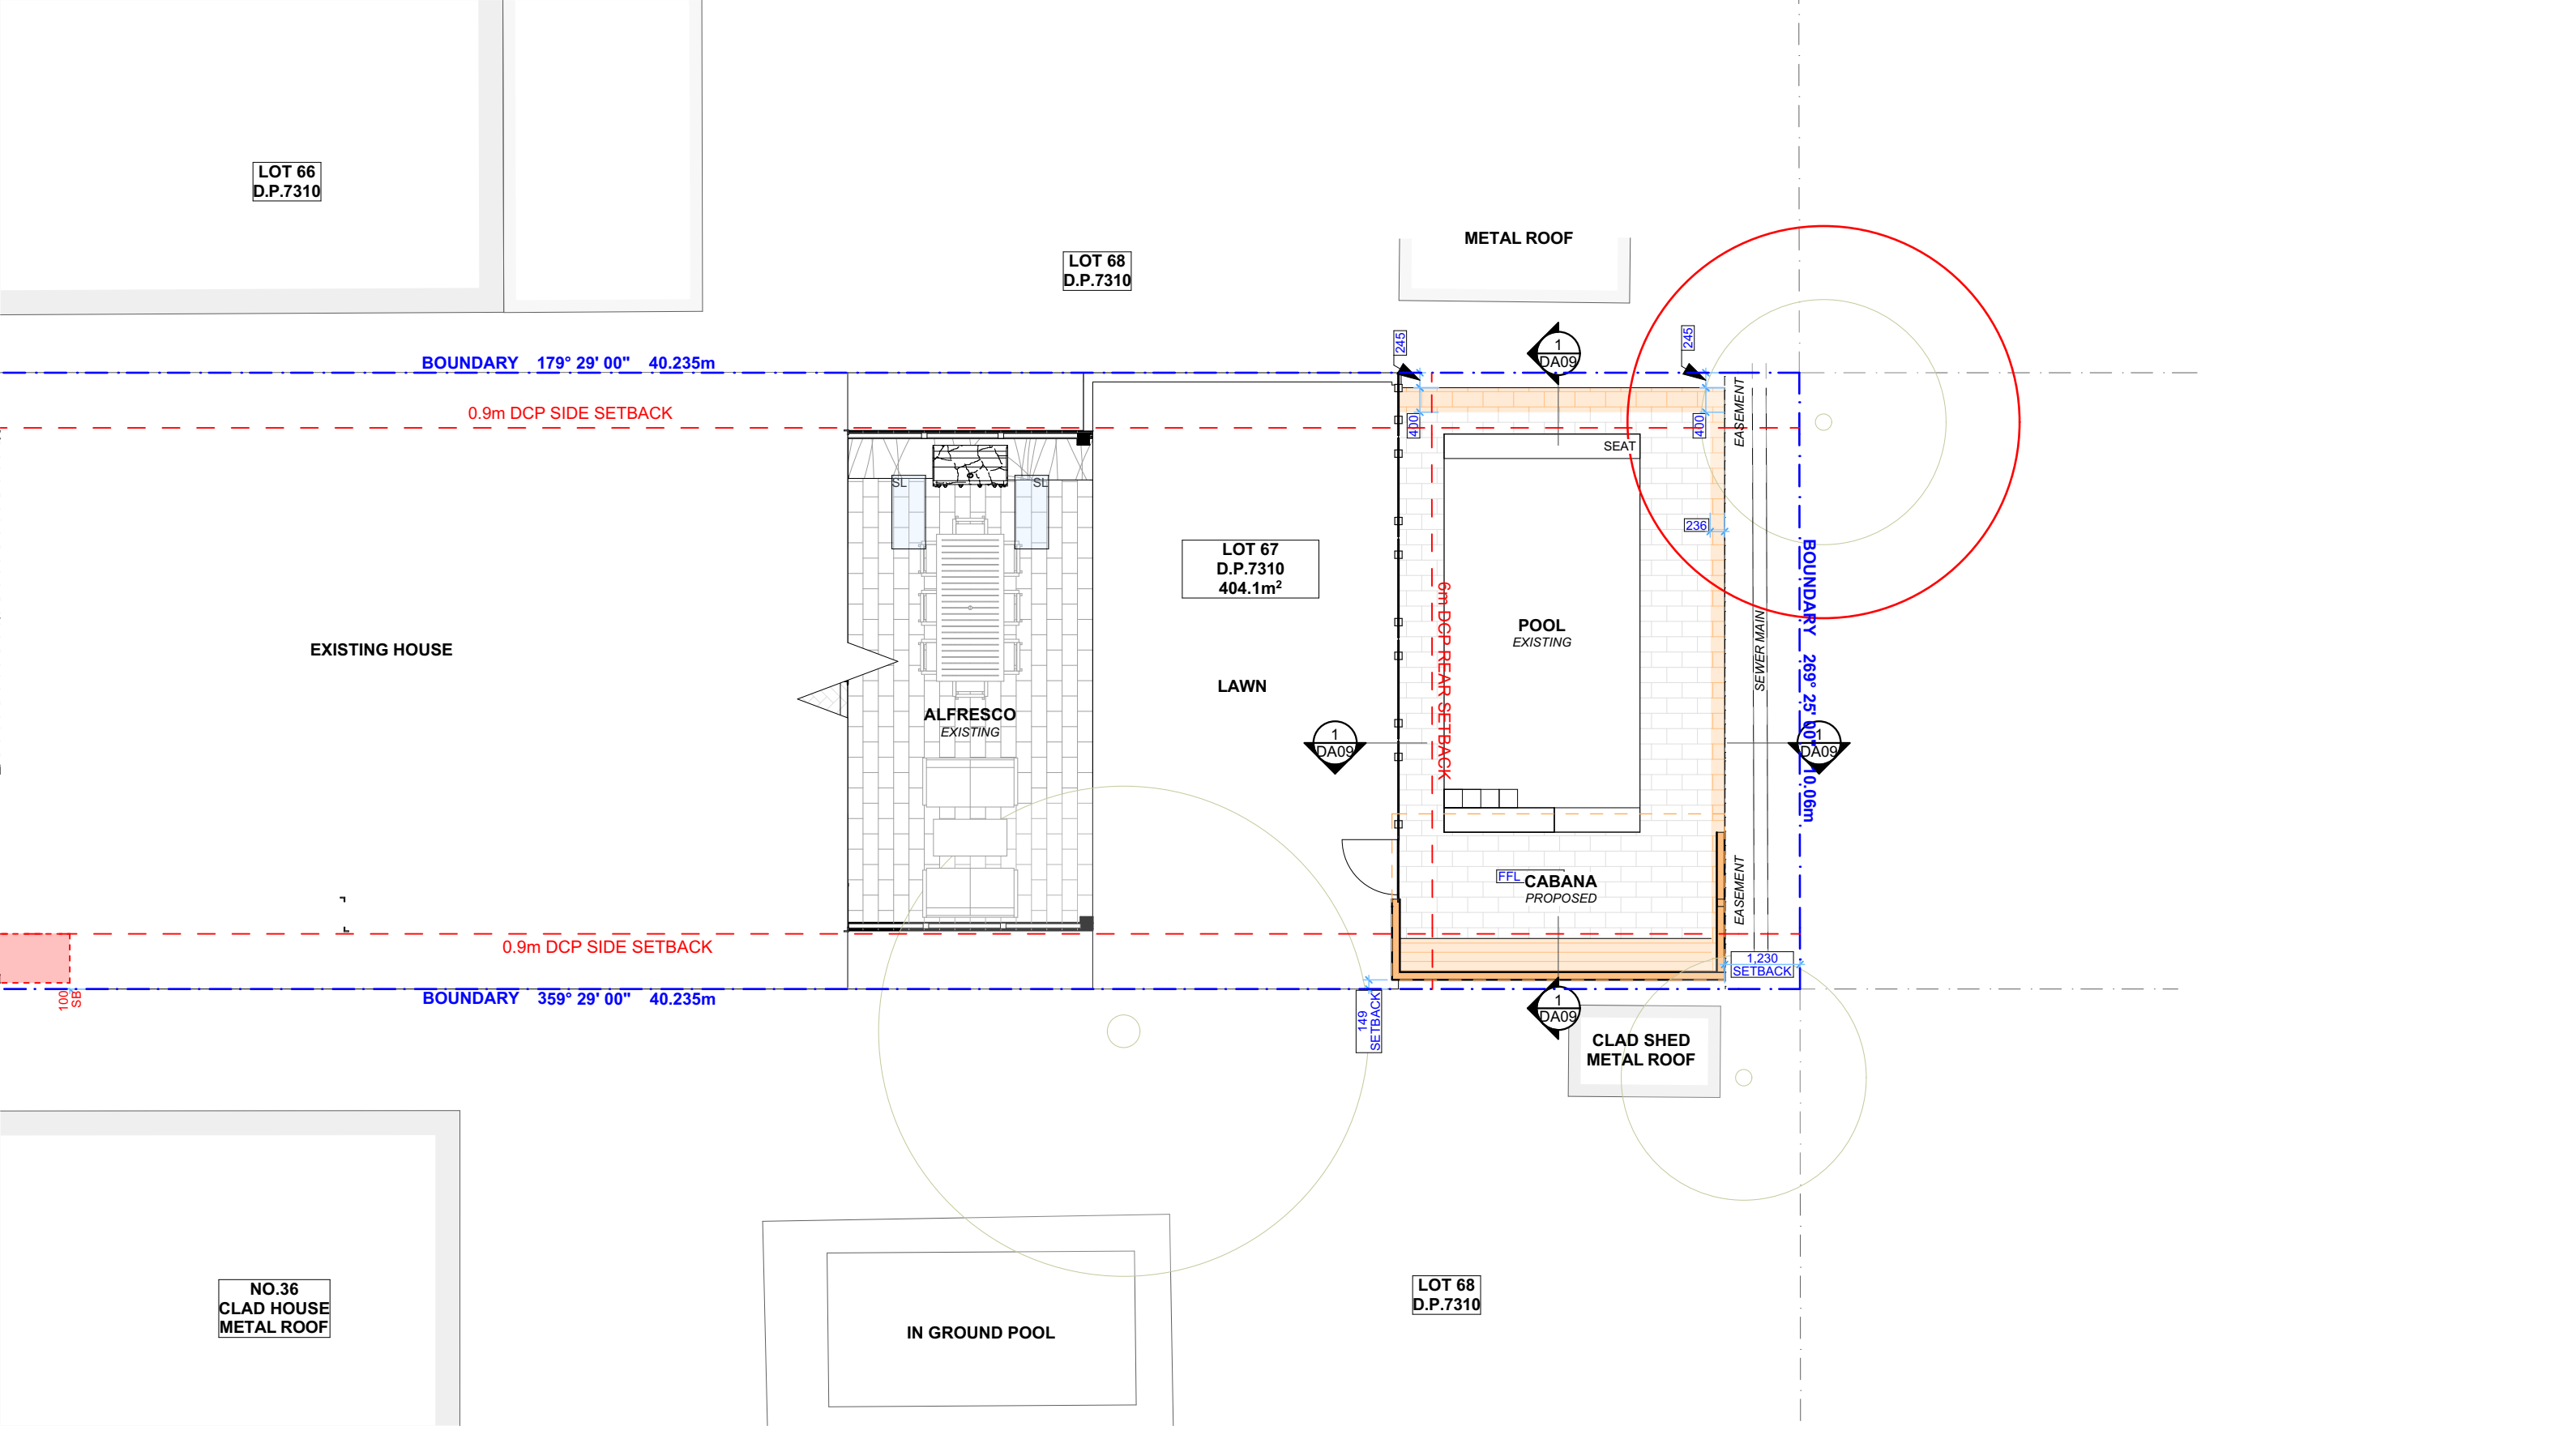 LOT 66
D.P.7310
METAL ROOF
LOT 68
D.P.7310
245
245
1
DA09
BOUNDARY 179° 29' 00" 40.235m
0.9m DCP SIDE SETBACK
400
400
EASEMENT
SEAT
SL
SL
236
LOT 67
D.P.7310
404.1m²
BOUNDARY 269° 25' 00" 10.06m
6m DCP REAR SETBACK
SEWER MAIN
POOL
EXISTING
EXISTING HOUSE
LAWN
ALFRESCO
EXISTING
1
DA09
1
DA09
FFL
CABANA
PROPOSED
EASEMENT
0.9m DCP SIDE SETBACK
1,230
SETBACK
100
SB
BOUNDARY 359° 29' 00" 40.235m
149
SETBACK
1
DA09
CLAD SHED
METAL ROOF
NO.36
CLAD HOUSE
METAL ROOF
LOT 68
D.P.7310
IN GROUND POOL